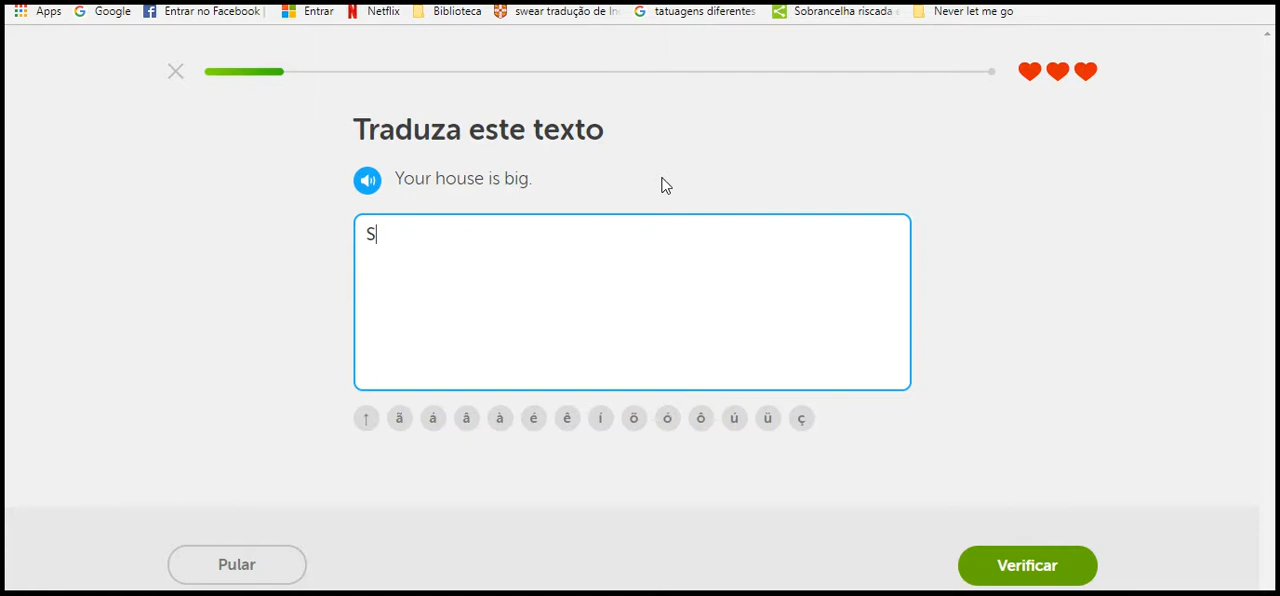 Apps Google Entrar no Facebook Entrar Netflix Biblioteca swear tradução de In tatuagens diferentes Sobrancelha riscada Never let me go
Traduza este texto
Your house is big.
S
↑ ã á â à é ê í õ ó ô ú ü ç
Pular Verificar